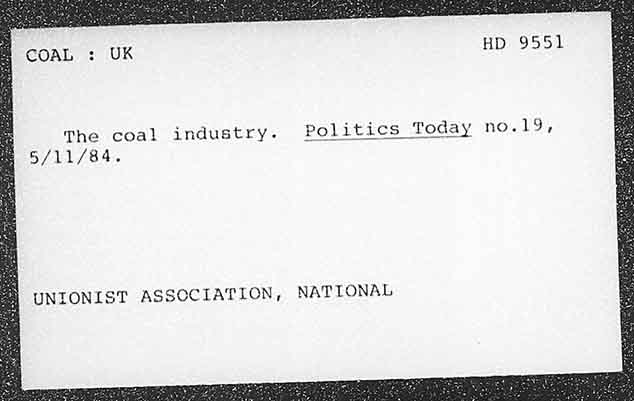 COAL : UK HD 9551
The coal industry. Politics Today no.19,
5/11/84.
UNIONIST ASSOCIATION, NATIONAL